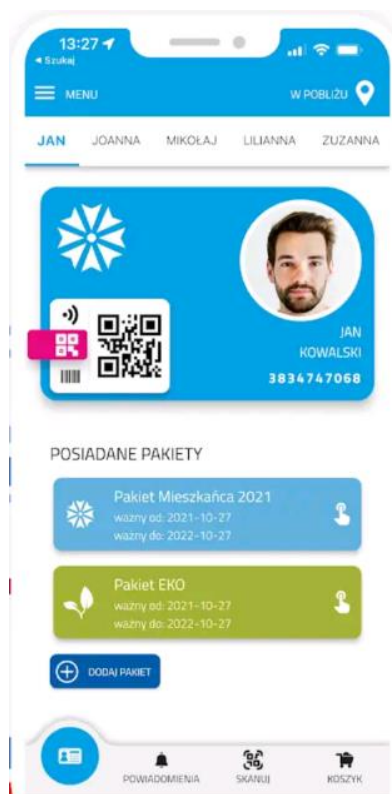 13:27
Szukaj
MENU
W POBLIŻU
JAN JOANNA MIKOŁAJ LILIANNA ZUZANNA
JAN
KOWALSKI
3834747068
POSIADANE PAKIETY
Pakiet Mieszkańca 2021
ważny od: 2021-10-27
ważny do: 2022-10-27
Pakiet EKO
ważny od: 2021-10-27
ważny do: 2022-10-27
DODAJ PAKIET
POWIADOMIENIA SKANUJ KOSZYK